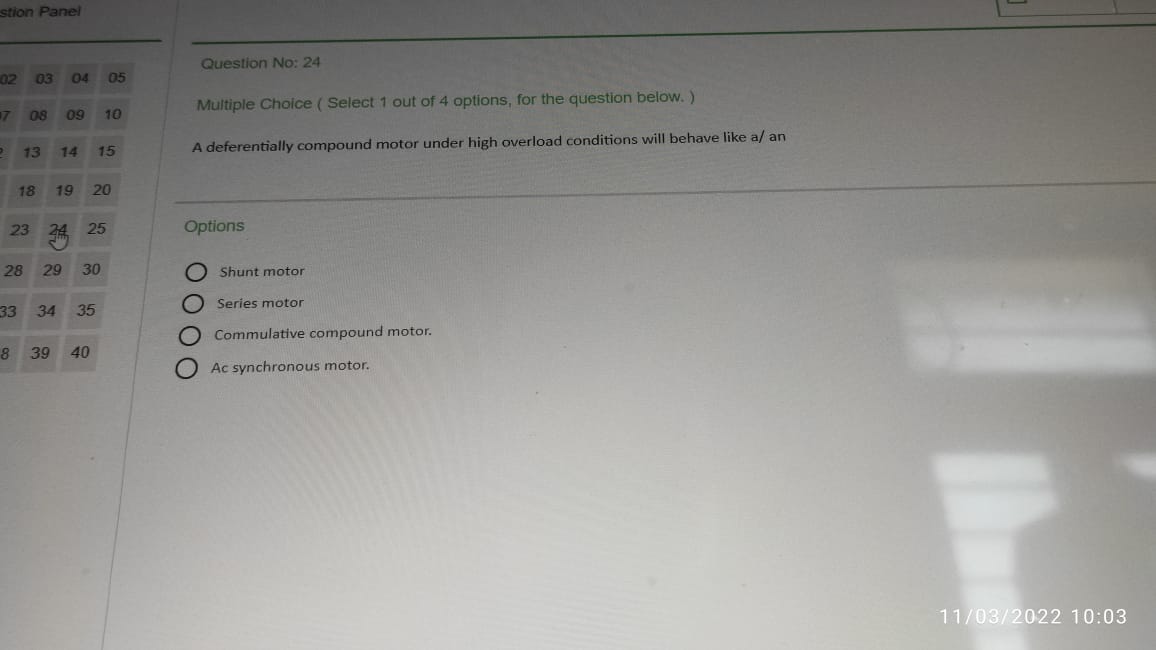 stion Panel
Question No: 24
02 03 04 05
Multiple Choice ( Select 1 out of 4 options, for the question below. )
07 08 09 10
A deferentially compound motor under high overload conditions will behave like a/ an
13 14 15
18 19 20
23 24 25
Options
28 29 30
Shunt motor
33 34 35
Series motor
Commulative compound motor.
8 39 40
Ac synchronous motor.
11/03/2022 10:03